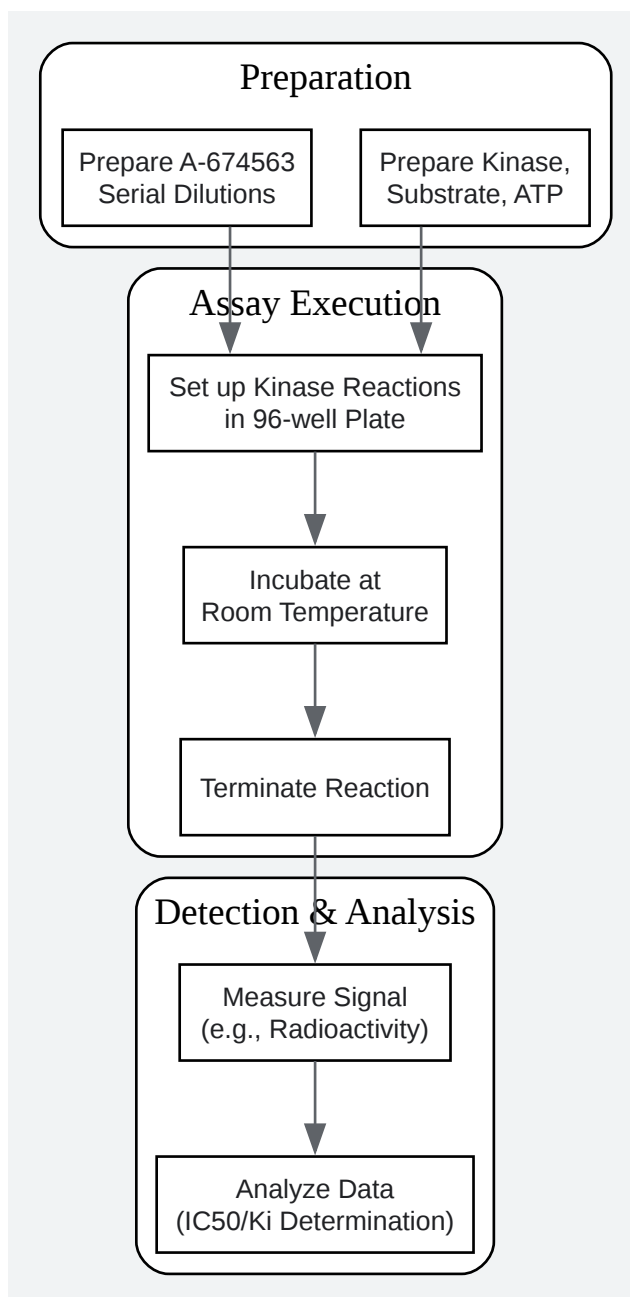 Preparation
Prepare A-674563
Serial Dilutions
Prepare Kinase,
Substrate, ATP
Assay Execution
Set up Kinase Reactions
in 96-well Plate
Incubate at
Room Temperature
Terminate Reaction
Detection & Analysis
Measure Signal
(e.g., Radioactivity)
Analyze Data
(IC50/Ki Determination)